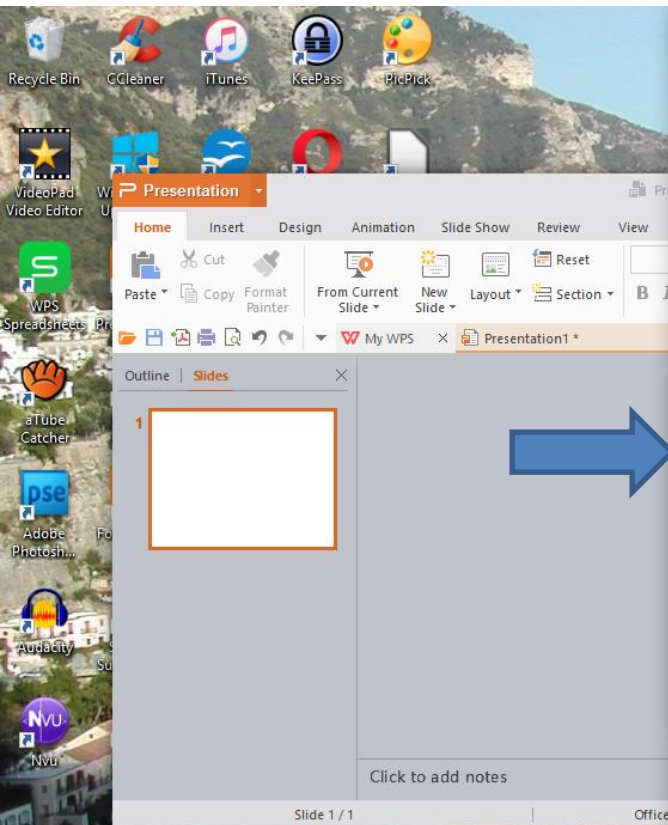 Recycle Bin
CCleaner
iTunes
KeePass
PicPick
VideoPad
Video Editor
WPS
Spreadsheets
aTube
Catcher
pse
Adobe
Photosh...
Audacity
NVU
Nvu
Presentation
Home Insert Design Animation Slide Show Review View
Paste
Cut
Copy
Format
Painter
From Current
Slide
New
Slide
Layout
Reset
Section
B
My WPS
Presentation1 *
Outline | Slides
1
Click to add notes
Slide 1 / 1
Office